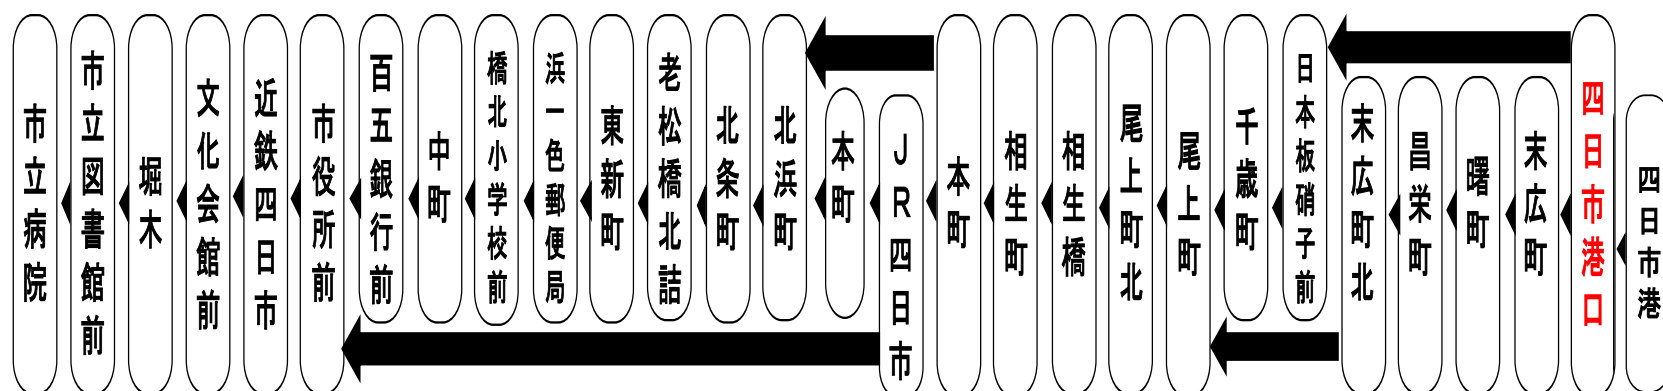 四日市港
四日市港口
末広町
曙町
昌栄町
末広町北
日本板硝子前
千歳町
尾上町
尾上町北
相生橋
相生町
本町
JR四日市
本町
北浜町
北条町
老松橋北詰
東新町
浜一色郵便局
橋北小学校前
中町
百五銀行前
市役所前
近鉄四日市
文化会館前
堀木
市立図書館前
市立病院